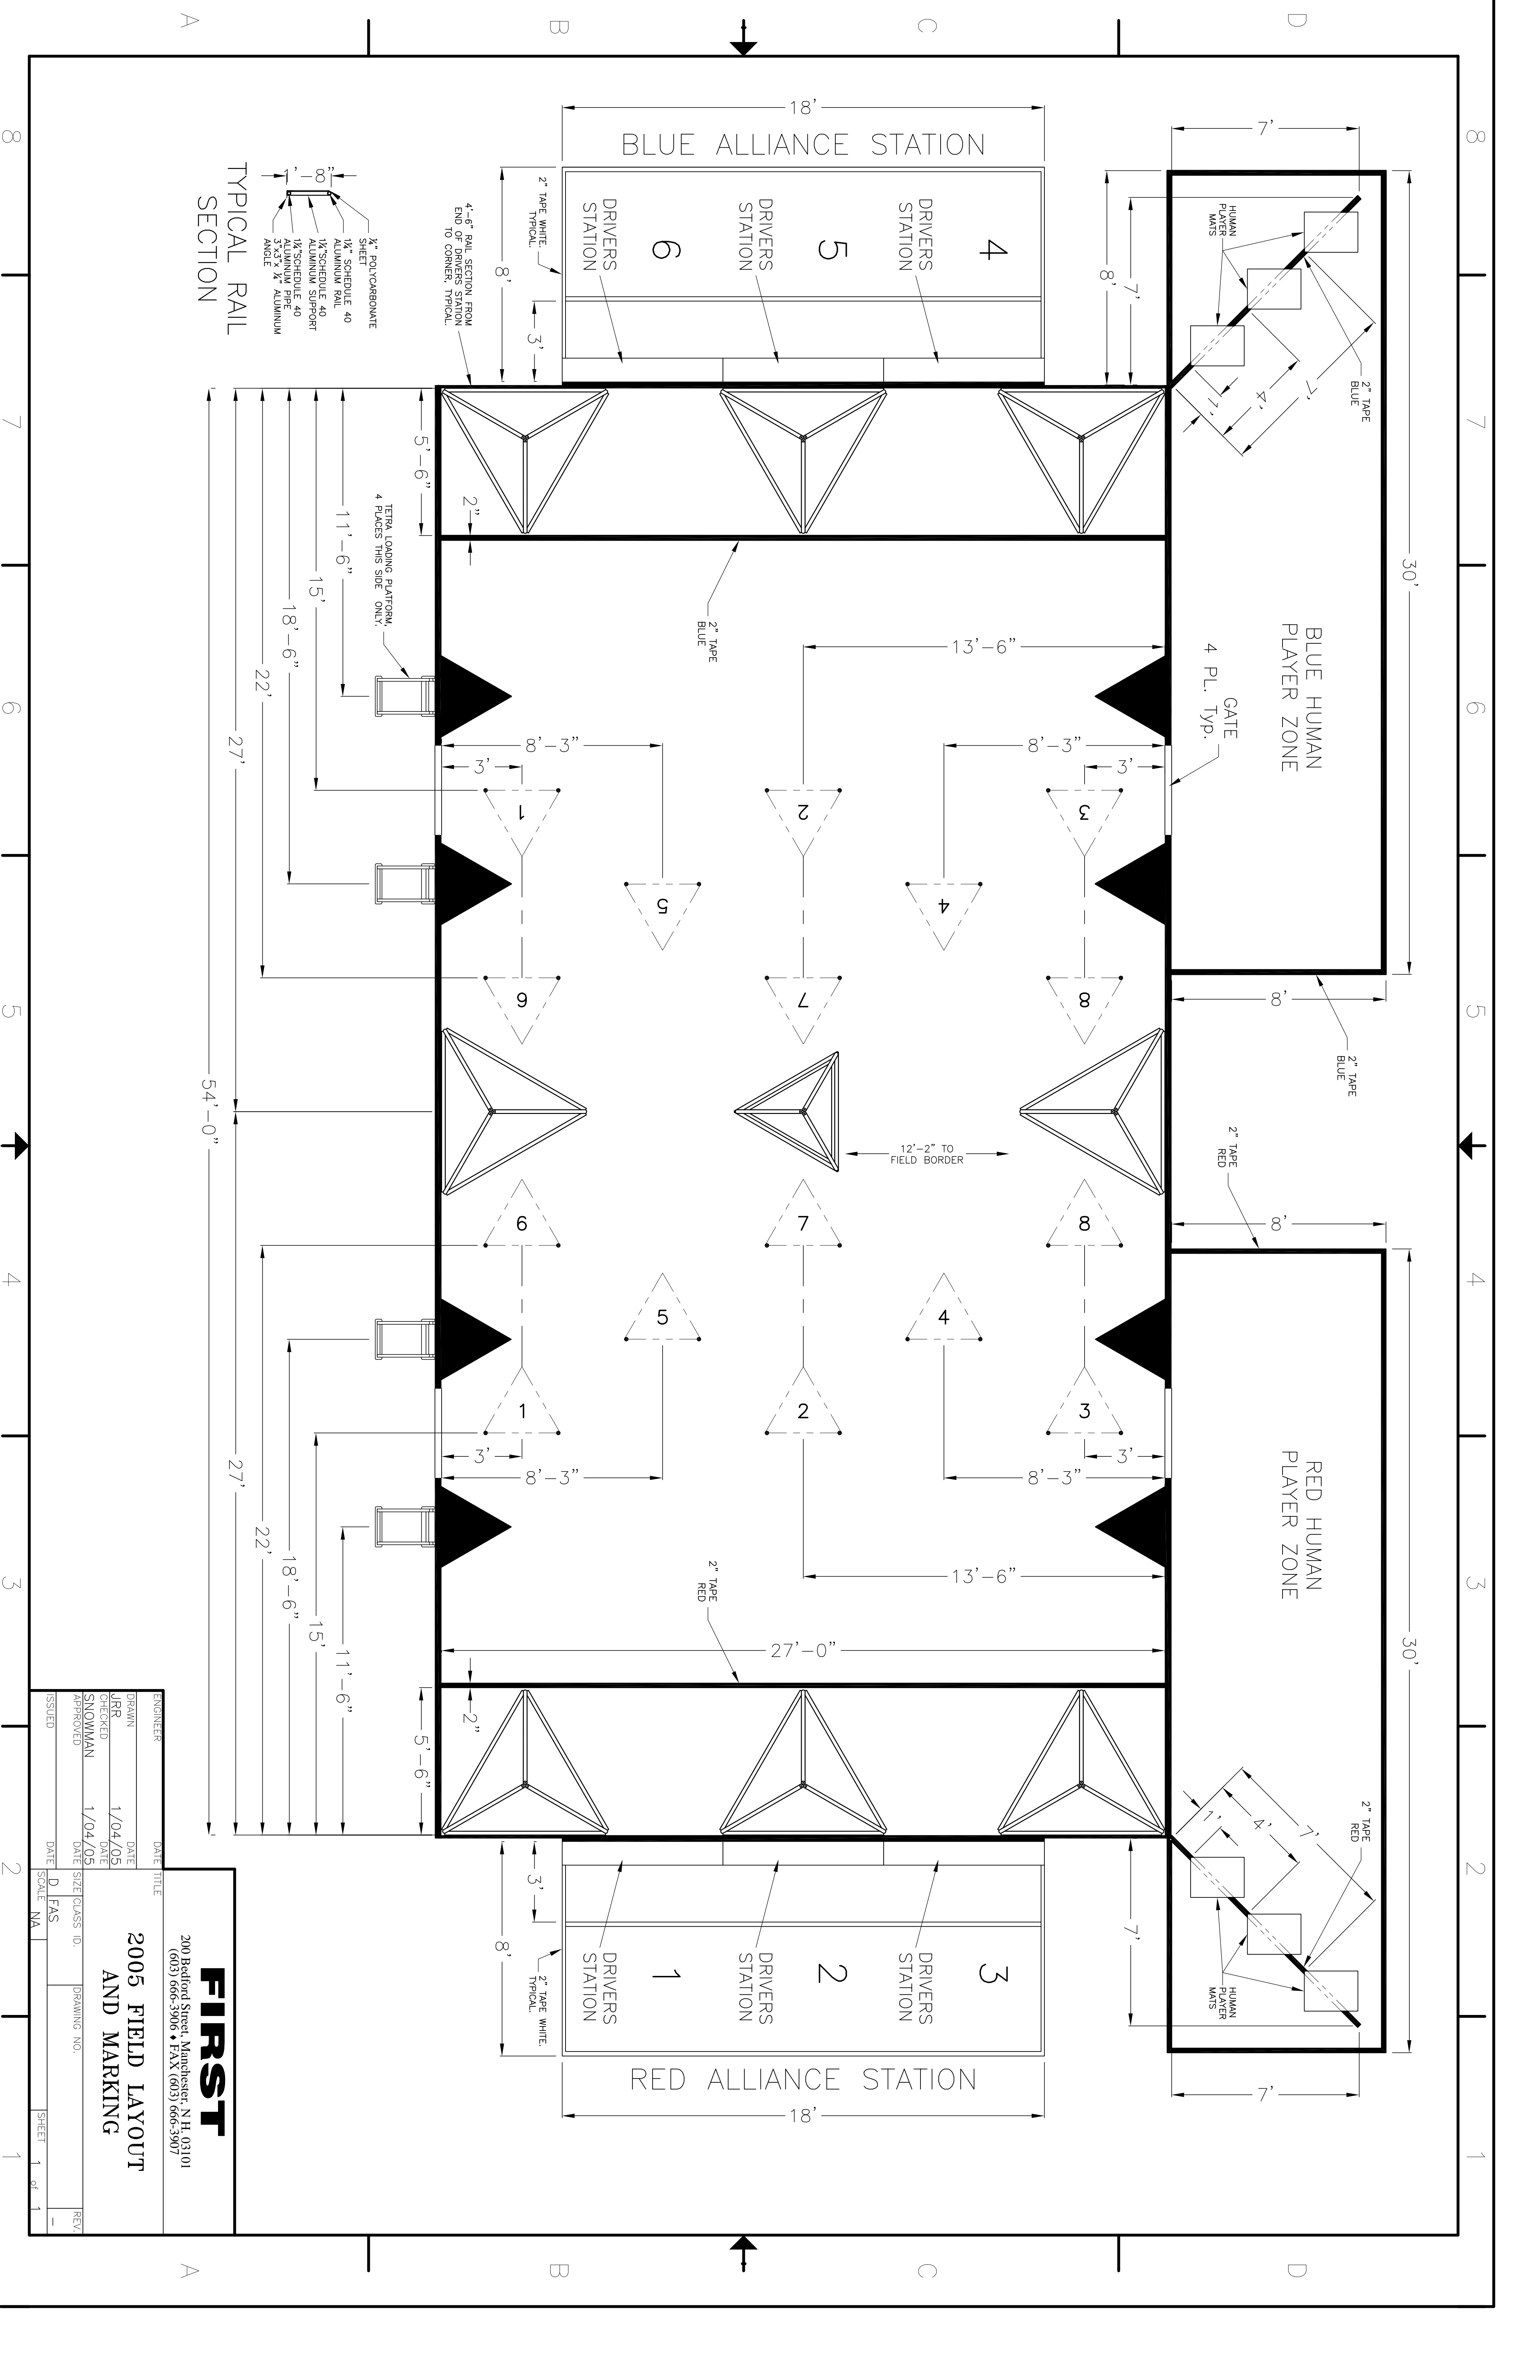 8
7
6
5
4
3
2
1
D
C
B
A
30'
30'
BLUE HUMAN
PLAYER ZONE
RED HUMAN
PLAYER ZONE
7'
8'
7'
HUMAN
PLAYER
MATS
7'
4'
1'
2" TAPE
BLUE
GATE
4 PL. Typ.
8'
2" TAPE
BLUE
2" TAPE
RED
8'
2" TAPE
RED
7'
4'
1'
HUMAN
PLAYER
MATS
7'
7'
18'
BLUE ALLIANCE STATION
4
DRIVERS
STATION
5
DRIVERS
STATION
6
DRIVERS
STATION
2" TAPE WHITE,
TYPICAL.
8'
3'
4'-6" RAIL SECTION FROM
END OF DRIVERS STATION
TO CORNER, TYPICAL.
5'-6"
2"
2" TAPE
BLUE
13'-6"
8'-3"
3'
8'-3"
3'
3
4
8
2
5
7
1
6
12'-2" TO
FIELD BORDER
8
4
3
7
5
2
6
1
3'
8'-3"
3'
8'-3"
13'-6"
27'-0"
2" TAPE
RED
2"
5'-6"
3
DRIVERS
STATION
2
DRIVERS
STATION
1
DRIVERS
STATION
3'
8'
2" TAPE WHITE,
TYPICAL.
RED ALLIANCE STATION
18'
TETRA LOADING PLATFORM,
4 PLACES THIS SIDE ONLY.
11'-6"
15'
18'-6"
22'
27'
54'-0"
27'
22'
18'-6"
15'
11'-6"
1'-8"
¼" POLYCARBONATE
SHEET
1¼" SCHEDULE 40
ALUMINUM RAIL
1¼"SCHEDULE 40
ALUMINUM SUPPORT
1¼"SCHEDULE 40
ALUMINUM PIPE
3"x3"x ¼" ALUMINUM
ANGLE
TYPICAL RAIL
SECTION
FIRST
200 Bedford Street, Manchester, N H. 03101
(603) 666-3906 ♦ FAX (603) 666-3907
ENGINEER DATE
TITLE
2005 FIELD LAYOUT
AND MARKING
DRAWN DATE
JRR 1/04/05
CHECKED DATE
SNOWMAN 1/04/05
APPROVED DATE
ISSUED DATE
SIZE CLASS ID. DRAWING NO. REV.
D FAS -
SCALE NA SHEET 1 of 1
8
7
6
5
4
3
2
1
D
C
B
A